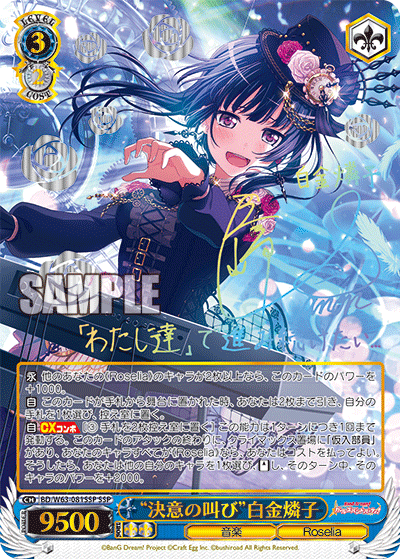 LEVEL
3
2
COST
白金燐子
SAMPLE
「わたし達」で
永 他のあなたの《Roselia》のキャラが2枚以上なら、このカードのパワーを
+1000。
自 このカードが手札から舞台に置かれた時、あなたは2枚まで引き、自分の
手札を1枚選び、控え室に置く。
自 CXコンボ [(3) 手札を2枚控え室に置く] この能力は1ターンにつき1回まで
発動する。このカードのアタックの終わりに、クライマックス置場に「仮入部員」
があり、あなたのキャラすべてが《Roselia》なら、あなたはコストを払ってよい。
そうしたら、あなたは他の自分のキャラを1枚選び、し、そのターン中、その
キャラのパワーを+2000。
CH BD/W63-081SSP SSP
9500
“決意の叫び”白金燐子
音楽
Roselia
©BanG Dream! Project ©Craft Egg Inc. ©bushiroad All Rights Reserved.